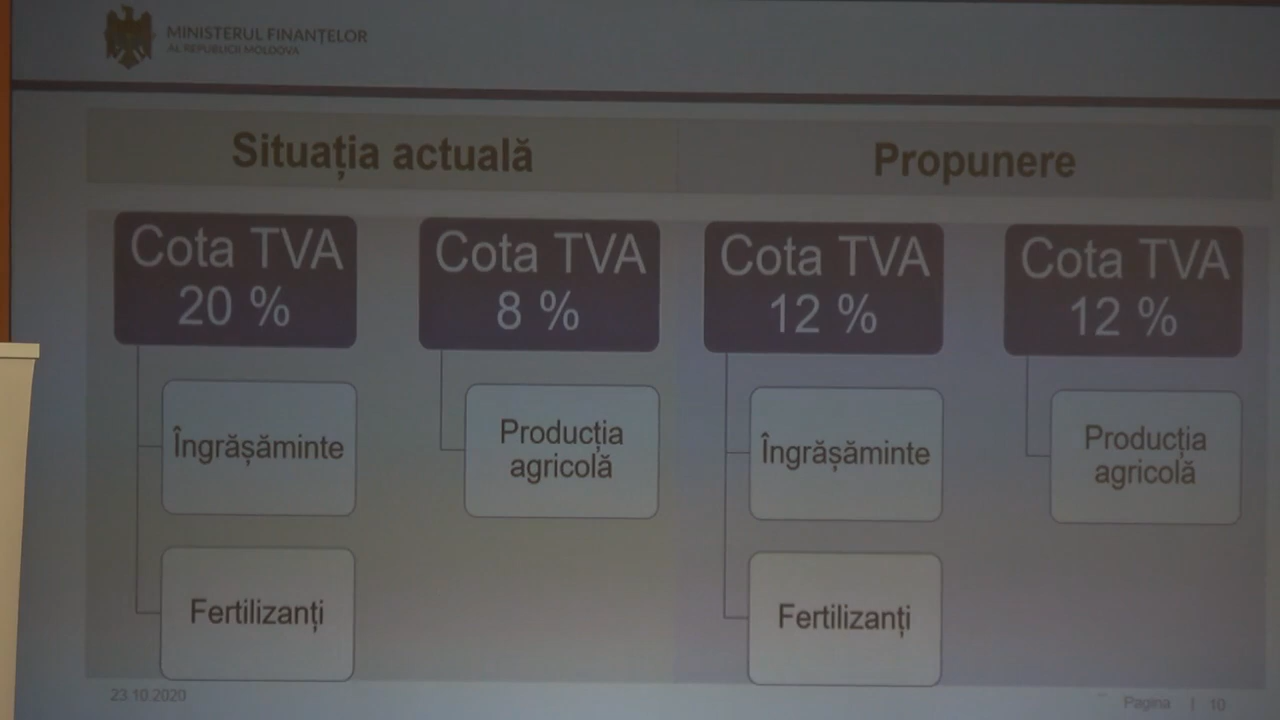 MINISTERUL FINANȚELOR
AL REPUBLICII MOLDOVA
Situația actuală
Propunere
Cota TVA
20 %
Îngrășăminte
Fertilizanți
Cota TVA
8 %
Producția
agricolă
Cota TVA
12 %
Îngrășăminte
Fertilizanți
Cota TVA
12 %
Producția
agricolă
23.10.2020
Pagina | 10